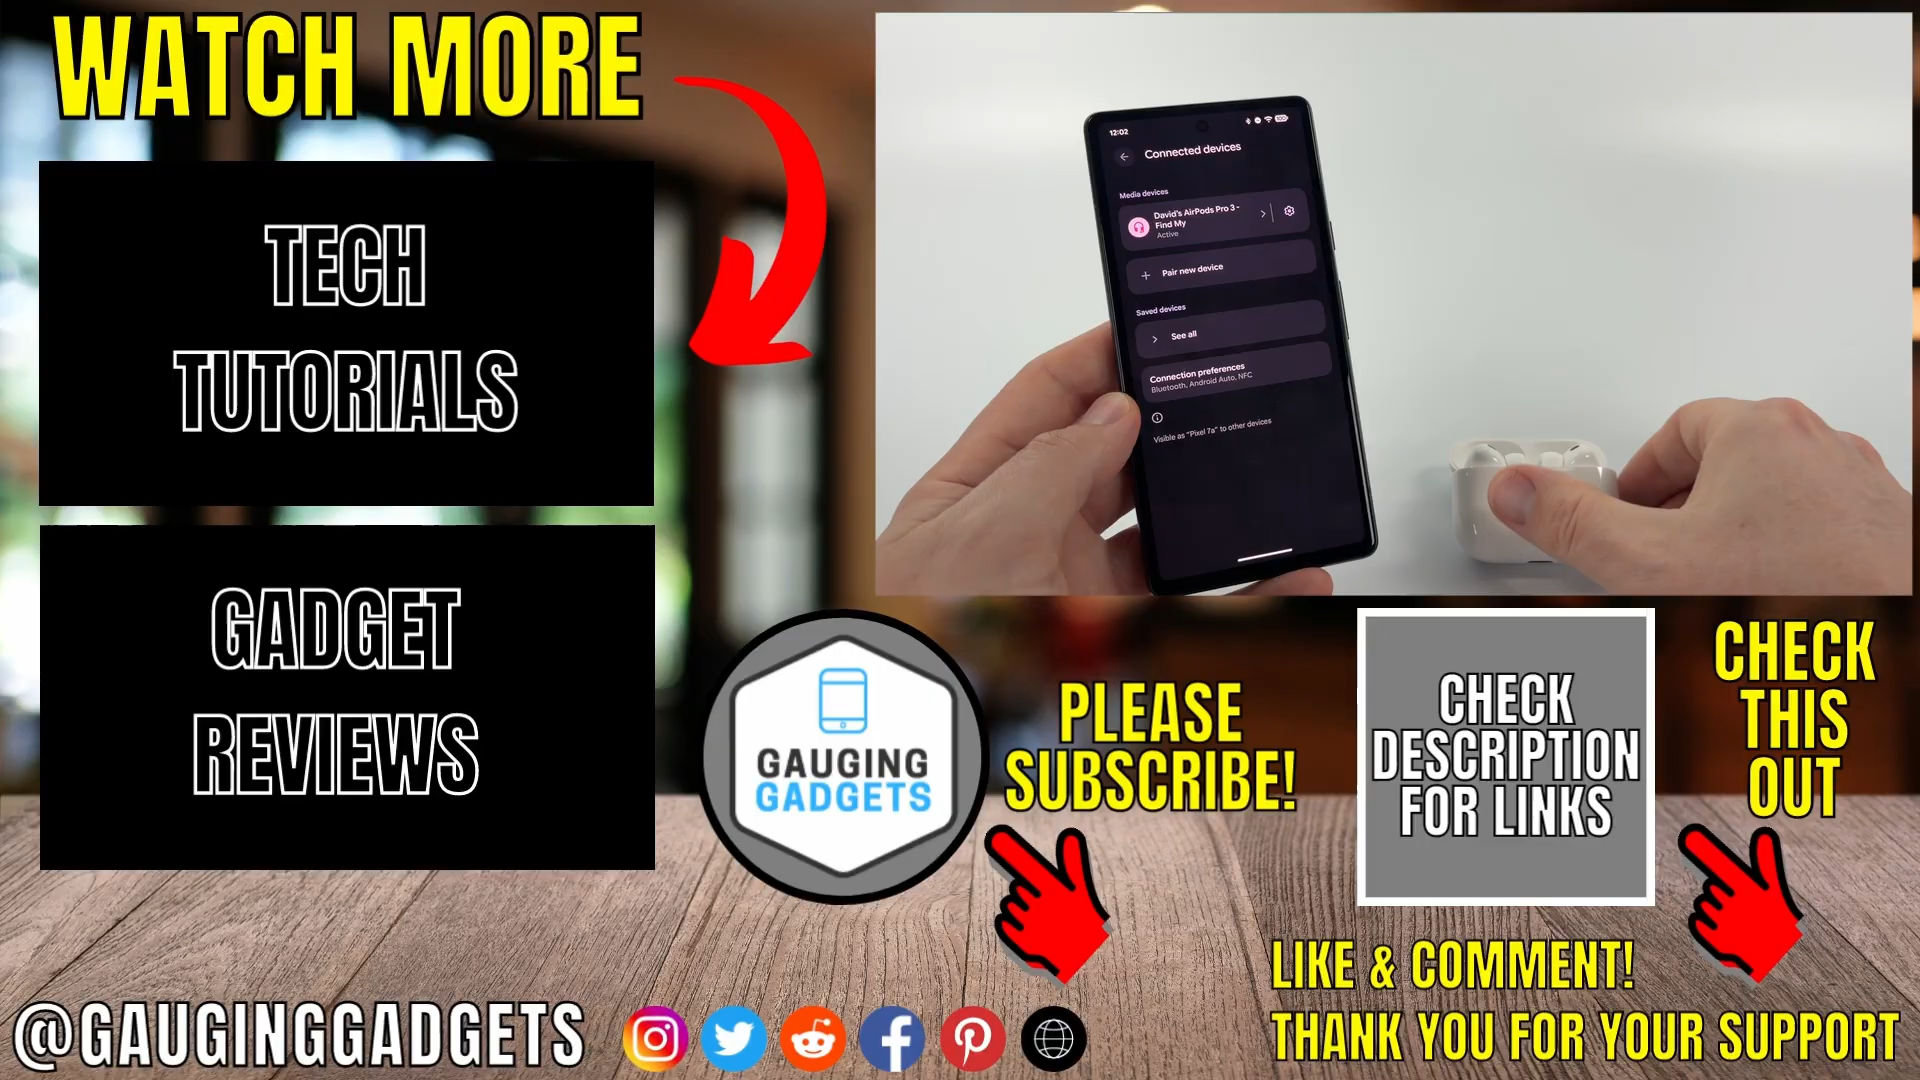 WATCH MORE
TECH
TUTORIALS
GADGET
REVIEWS
12:02
100
Connected devices
Media devices
David's AirPods Pro 3 -
Find My
Active
Pair new device
Saved devices
See all
Connection preferences
Bluetooth, Android Auto, NFC
Visible as "Pixel 7a" to other devices
GAUGING
GADGETS
PLEASE
SUBSCRIBE!
CHECK
DESCRIPTION
FOR LINKS
CHECK
THIS
OUT
LIKE & COMMENT!
THANK YOU FOR YOUR SUPPORT
@GAUGINGGADGETS